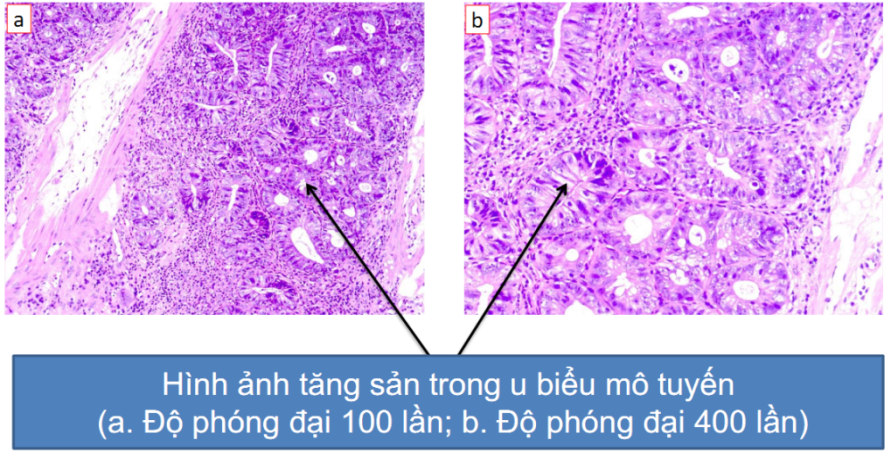 a
b
Hình ảnh tăng sản trong u biểu mô tuyến
(a. Độ phóng đại 100 lần; b. Độ phóng đại 400 lần)